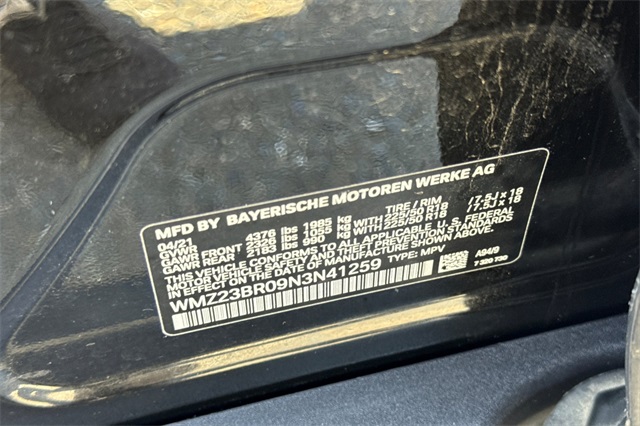 MFD BY BAYERISCHE MOTOREN WERKE AG
04/21 TIRE / RIM
GVWR 4376 lbs 1985 kg
GAWR FRONT 2326 lbs 1055 kg WITH 225/50 R18 / 7.5J x 18
GAWR REAR 2183 lbs 990 kg WITH 225/50 R18 / 7.5J x 18
THIS VEHICLE CONFORMS TO ALL APPLICABLE U.S. FEDERAL
MOTOR VEHICLE SAFETY AND THEFT PREVENTION STANDARDS
IN EFFECT ON THE DATE OF MANUFACTURE SHOWN ABOVE.
WMZ23BR09N3N41259 TYPE: MPV A94/9
7 320 730